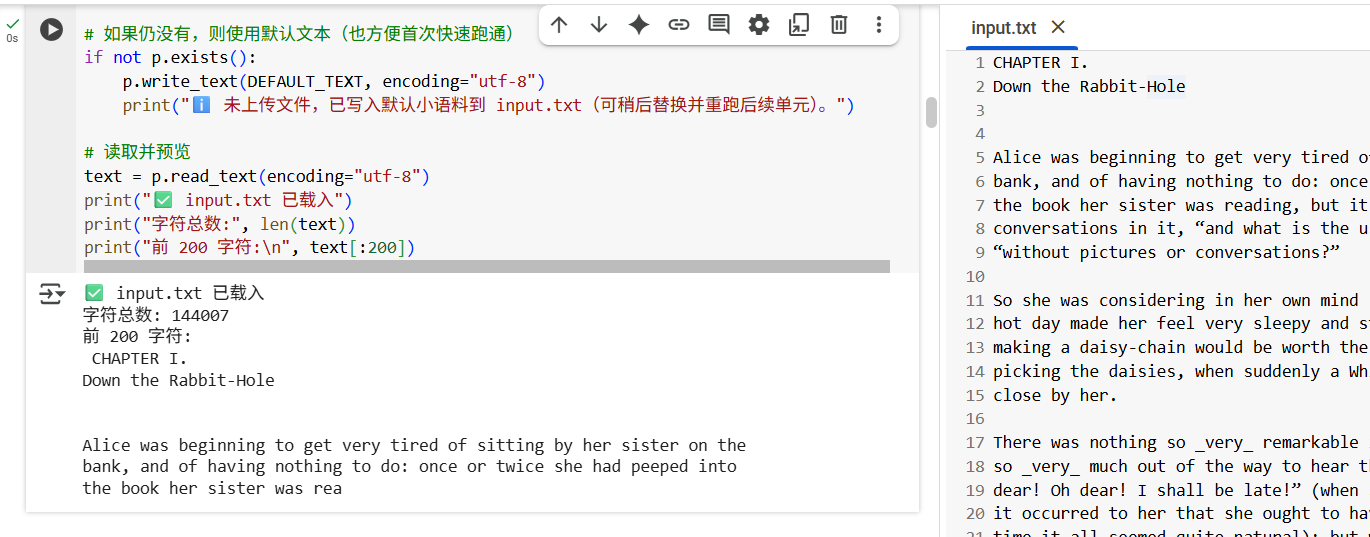 0s
# 如果仍没有，则使用默认文本（也方便首次快速跑通）
if not p.exists():
    p.write_text(DEFAULT_TEXT, encoding="utf-8")
    print("ℹ️ 未上传文件，已写入默认小语料到 input.txt（可稍后替换并重跑后续单元）。")

# 读取并预览
text = p.read_text(encoding="utf-8")
print("✅ input.txt 已载入")
print("字符总数:", len(text))
print("前 200 字符:\n", text[:200])
✅ input.txt 已载入
字符总数: 144007
前 200 字符:
 CHAPTER I.
Down the Rabbit-Hole

Alice was beginning to get very tired of sitting by her sister on the
bank, and of having nothing to do: once or twice she had peeped into
the book her sister was rea
input.txt
1 CHAPTER I.
2 Down the Rabbit-Hole
3
4
5 Alice was beginning to get very tired of
6 bank, and of having nothing to do: once
7 the book her sister was reading, but it
8 conversations in it, “and what is the u
9 “without pictures or conversations?”
10
11 So she was considering in her own mind
12 hot day made her feel very sleepy and s
13 making a daisy-chain would be worth the
14 picking the daisies, when suddenly a Wh
15 close by her.
16
17 There was nothing so _very_ remarkable
18 so _very_ much out of the way to hear t
19 dear! Oh dear! I shall be late!” (when
20 it occurred to her that she ought to ha
21 time it all seemed quite natural); but